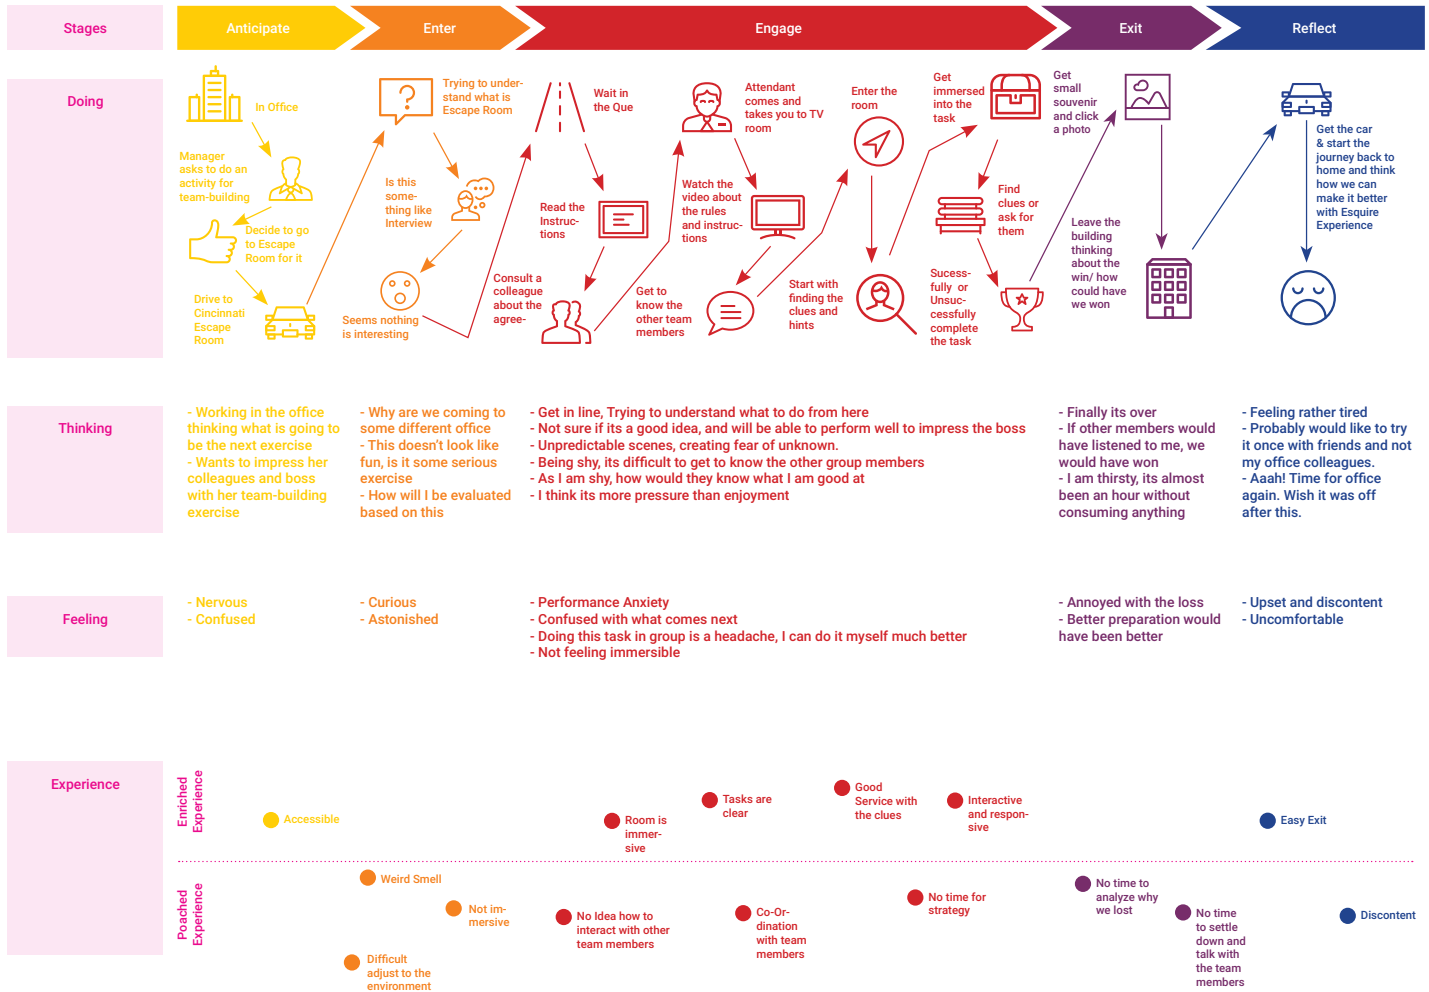 Stages
Anticipate
Enter
Engage
Exit
Reflect
Doing
In Office
Manager
asks to do an
activity for
team-building
Decide to go
to Escape
Room for it
Drive to
Cincinnati
Escape
Room
Trying to under-
stand what is
Escape Room
Is this
some-
thing like
Interview
Seems nothing
is interesting
Wait in
the Que
Read the
Instruc-
tions
Consult a
colleague
about the
agree-
Attendant
comes and
takes you to TV
room
Watch the
video about
the rules
and instruc-
tions
Get to
know the
other team
members
Enter the
room
Start with
finding the
clues and
hints
Get
immersed
into the
task
Find
clues or
ask for
them
Sucess-
fully or
Unsuc-
cessfully
complete
the task
Get
small
souvenir
and click
a photo
Leave the
building
thinking
about the
win/ how
could have
we won
Get the car
& start the
journey back to
home and think
how we can
make it better
with Esquire
Experience
Thinking
- Working in the office
thinking what is going to
be the next exercise
- Wants to impress her
colleagues and boss
with her team-building
exercise
- Why are we coming to
some different office
- This doesn't look like
fun, is it some serious
exercise
- How will I be evaluated
based on this
- Get in line, Trying to understand what to do from here
- Not sure if its a good idea, and will be able to perform well to impress the boss
- Unpredictable scenes, creating fear of unknown.
- Being shy, its difficult to get to know the other group members
- As I am shy, how would they know what I am good at
- I think its more pressure than enjoyment
- Finally its over
- If other members would
have listened to me, we
would have won
- I am thirsty, its almost
been an hour without
consuming anything
- Feeling rather tired
- Probably would like to try
it once with friends and not
my office colleagues.
- Aaah! Time for office
again. Wish it was off
after this.
Feeling
- Nervous
- Confused
- Curious
- Astonished
- Performance Anxiety
- Confused with what comes next
- Doing this task in group is a headache, I can do it myself much better
- Not feeling immersible
- Annoyed with the loss
- Better preparation would
have been better
- Upset and discontent
- Uncomfortable
Experience
Enriched
Experience
Accessible
Room is
immer-
sive
Tasks are
clear
Good
Service with
the clues
Interactive
and respon-
sive
Easy Exit
Poached
Experience
Weird Smell
Not im-
mersive
Difficult
adjust to the
environment
No Idea how to
interact with other
team members
Co-Or-
dination
with team
members
No time for
strategy
No time to
analyze why
we lost
No time
to settle
down and
talk with
the team
members
Discontent